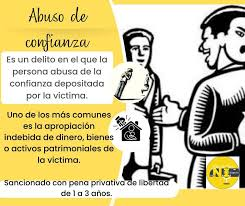 Abuso de
confianza
Es un delito en el que la
persona abusa de la
confianza depositada
por la victima.
Uno de los más comunes
es la apropiación
indebida de dinero, bienes
o activos patrimoniales de
la victima.
Sancionado con pena privativa de libertad
de 1 a 3 años.